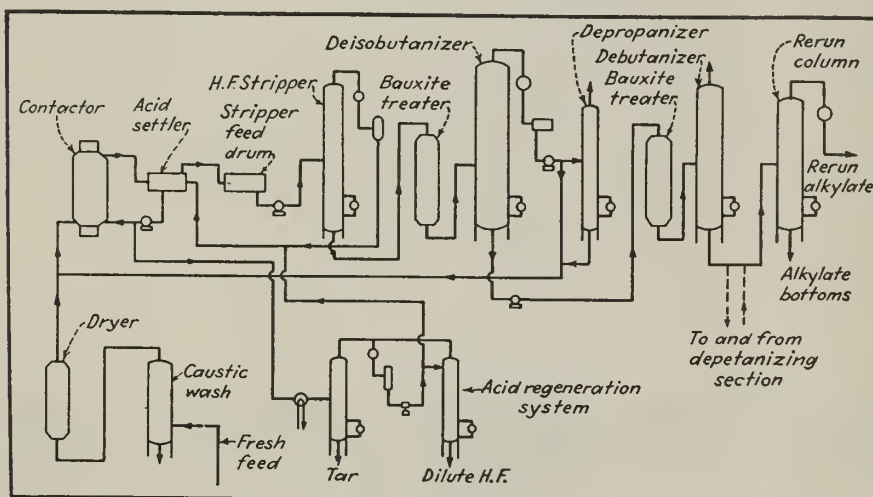 Contactor
Acid
settler
H.F. Stripper
Stripper
feed
drum
Bauxite
treater
Deisobutanizer
Depropanizer
Debutanizer
Bauxite
treater
Rerun
column
Rerun
alkylate
Alkylate
bottoms
To and from
depetanizing
section
Dryer
Caustic
wash
Fresh
feed
Tar
Acid regeneration
system
Dilute H.F.